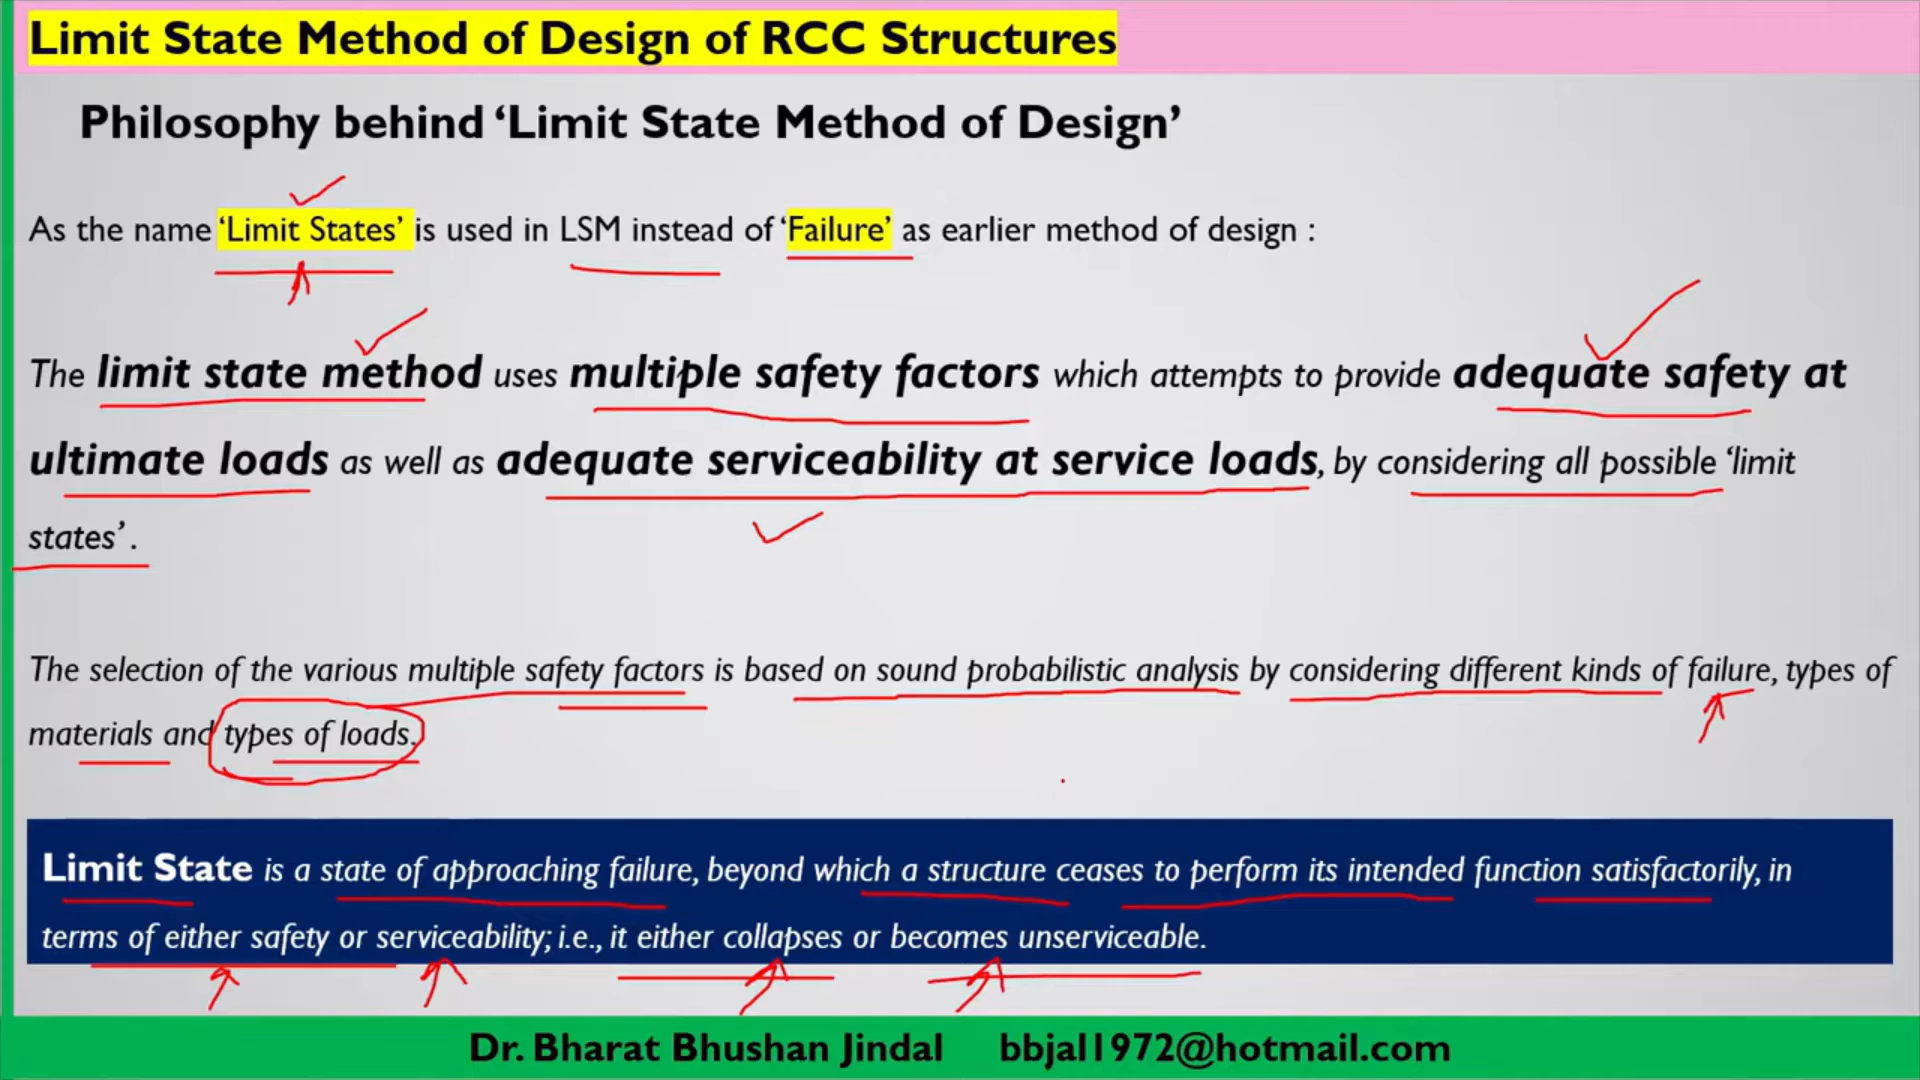 Limit State Method of Design of RCC Structures
Philosophy behind ‘Limit State Method of Design’
As the name ‘Limit States’ is used in LSM instead of ‘Failure’ as earlier method of design :
The limit state method uses multiple safety factors which attempts to provide adequate safety at
ultimate loads as well as adequate serviceability at service loads, by considering all possible ‘limit
states’ .
The selection of the various multiple safety factors is based on sound probabilistic analysis by considering different kinds of failure, types of
materials and types of loads.
Limit State is a state of approaching failure, beyond which a structure ceases to perform its intended function satisfactorily, in
terms of either safety or serviceability; i.e., it either collapses or becomes unserviceable.
Dr. Bharat Bhushan Jindal bbjal1972@hotmail.com